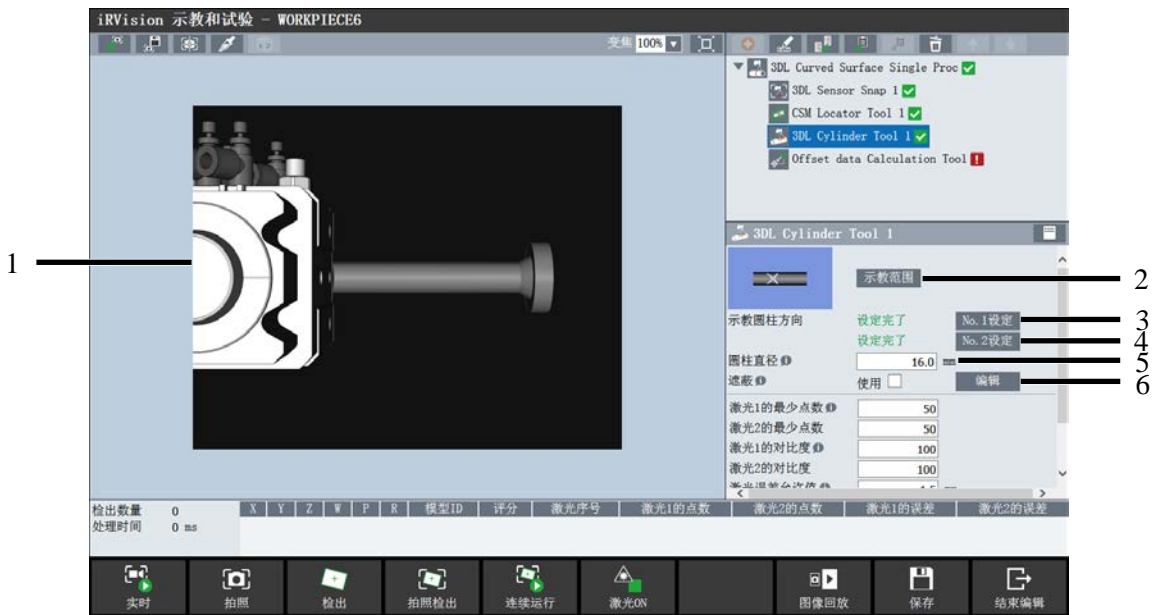 iRVision 示教和试验 - WORKPIECE6
变焦 100%
3DL Curved Surface Single Proc
3DL Sensor Snap 1
CSM Locator Tool 1
3DL Cylinder Tool 1
Offset data Calculation Tool
3DL Cylinder Tool 1
1
示教范围 2
示教圆柱方向 设定完了 No.1设定 3
设定完了 No.2设定 4
圆柱直径 16.0 mm 5
遮蔽 使用 编辑 6
激光1的最少点数 50
激光2的最少点数 50
激光1的对比度 100
激光2的对比度 100
检出数量 0
处理时间 0 ms
X Y Z W P R 模型ID 评分 激光序号 激光1的点数 激光2的点数 激光1的误差 激光2的误差
实时 拍照 检出 拍照检出 连续运行 激光ON 图像回放 保存 结束编辑